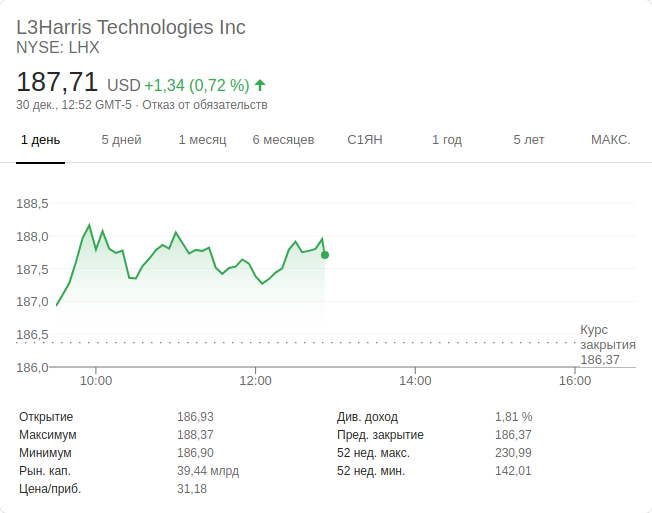 L3Harris Technologies Inc
NYSE: LHX
187,71 USD +1,34 (0,72 %)
30 дек., 12:52 GMT-5 · Отказ от обязательств
1 день 5 дней 1 месяц 6 месяцев С1ЯН 1 год 5 лет МАКС.
188,5
188,0
187,5
187,0
186,5
186,0
Курс
закрытия
186,37
10:00 12:00 14:00 16:00
Открытие 186,93 Див. доход 1,81 %
Максимум 188,37 Пред. закрытие 186,37
Минимум 186,90 52 нед. макс. 230,99
Рын. кап. 39,44 млрд 52 нед. мин. 142,01
Цена/приб. 31,18